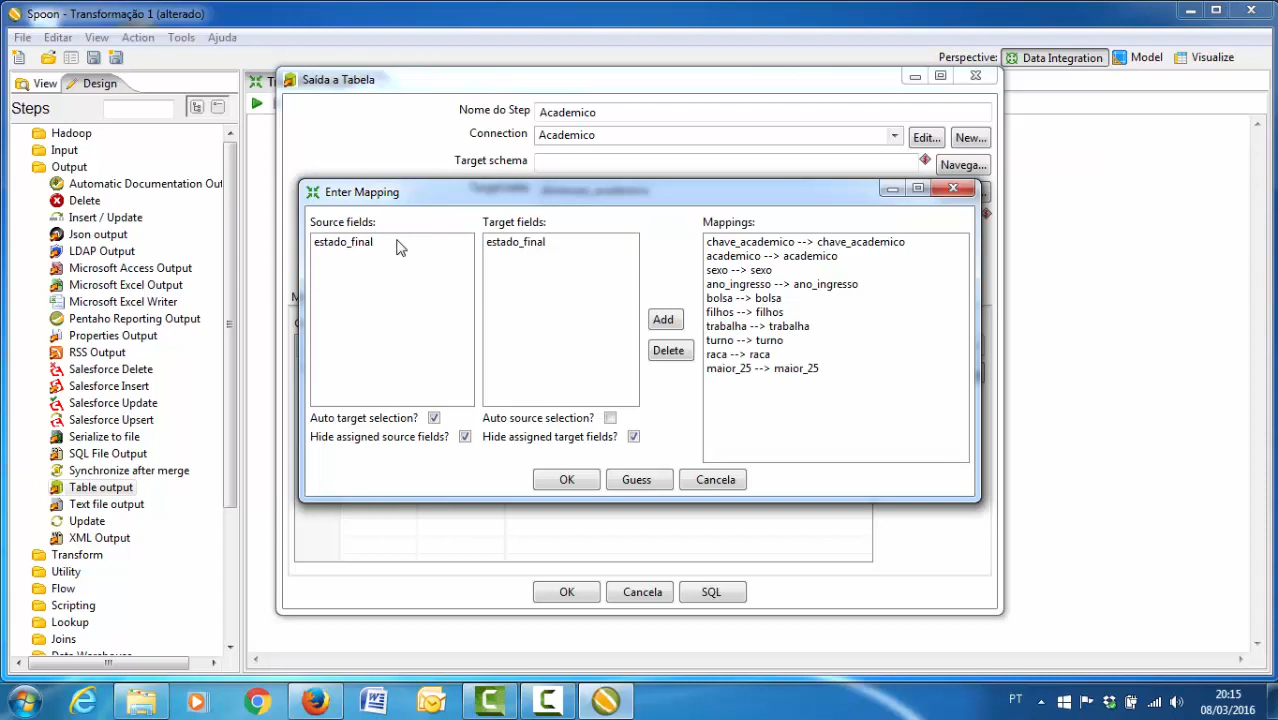 Spoon - Transformação 1 (alterado)
File Editar View Action Tools Ajuda
Perspective: Data Integration Model Visualize
View Design
Steps
Hadoop
Input
Output
Automatic Documentation Out
Delete
Insert / Update
Json output
LDAP Output
Microsoft Access Output
Microsoft Excel Output
Microsoft Excel Writer
Pentaho Reporting Output
Properties Output
RSS Output
Salesforce Delete
Salesforce Insert
Salesforce Update
Salesforce Upsert
Serialize to file
SQL File Output
Synchronize after merge
Table output
Text file output
Update
XML Output
Transform
Utility
Flow
Scripting
Lookup
Joins
Saída a Tabela
Nome do Step Academico
Connection Academico Edit... New...
Target schema Navega...
Enter Mapping
Source fields: Target fields: Mappings:
estado_final estado_final chave_academico --> chave_academico
academico --> academico
sexo --> sexo
ano_ingresso --> ano_ingresso
bolsa --> bolsa
filhos --> filhos
trabalha --> trabalha
turno --> turno
raca --> raca
maior_25 --> maior_25
Add
Delete
Auto target selection? Auto source selection?
Hide assigned source fields? Hide assigned target fields?
OK Guess Cancela
OK Cancela SQL
PT 20:15
08/03/2016